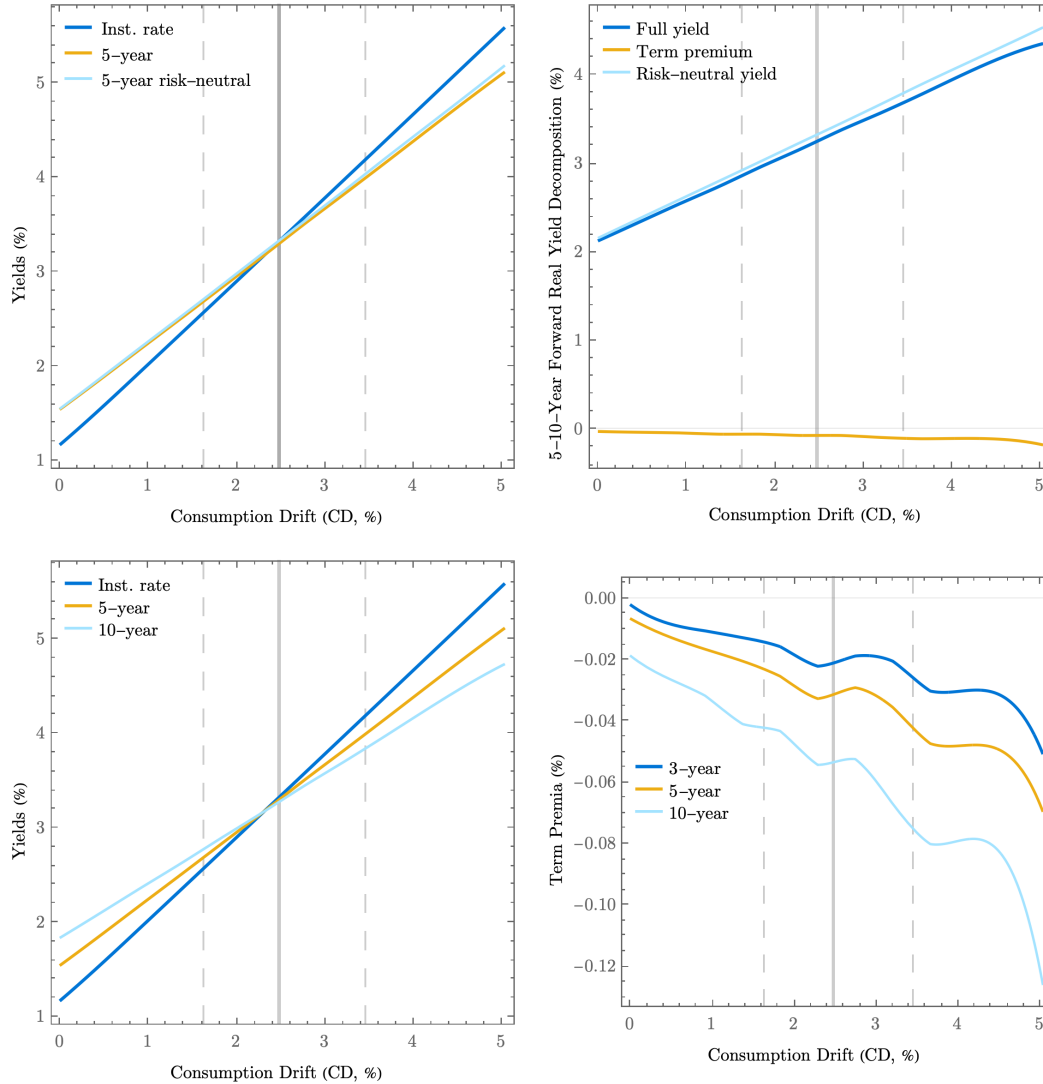 Inst. rate
5–year
5–year risk–neutral
Yields (%)
5
4
3
2
1
0 1 2 3 4 5
Consumption Drift (CD, %)
Full yield
Term premium
Risk–neutral yield
5–10–Year Forward Real Yield Decomposition (%)
4
3
2
1
0
0 1 2 3 4 5
Consumption Drift (CD, %)
Inst. rate
5–year
10–year
Yields (%)
5
4
3
2
1
0 1 2 3 4 5
Consumption Drift (CD, %)
0.00
−0.02
−0.04
−0.06
−0.08
−0.10
−0.12
Term Premia (%)
3–year
5–year
10–year
0 1 2 3 4 5
Consumption Drift (CD, %)